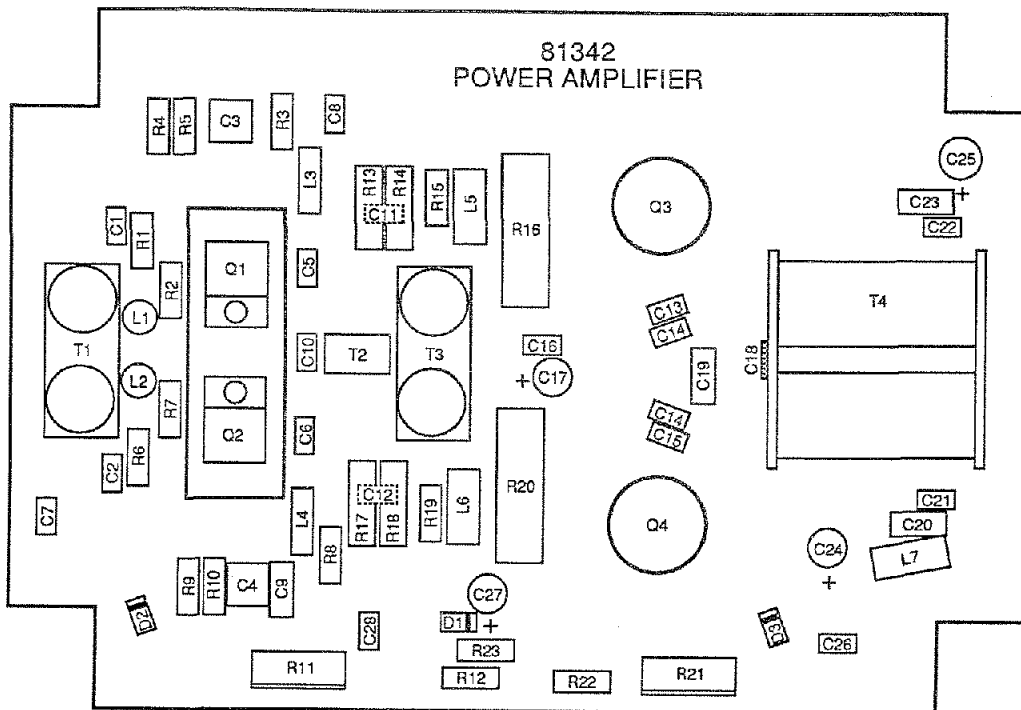 81342
POWER AMPLIFIER
R4
R5
C3
R3
C8
C25
+
L3
R13
R14
C11
R15
L5
R16
Q3
C23
C22
C1
R1
Q1
C5
R2
T4
L1
T1
C13
C14
C10
T2
T3
C16
C18
C19
+
C17
L2
R7
Q2
C6
C14
C15
R6
C2
C7
L4
R17
C12
R18
R19
L6
R20
Q4
C21
C20
L7
C24
+
R8
R9
R10
C4
C9
C27
D2
C28
D1
+
D3
C26
R23
R11
R12
R22
R21